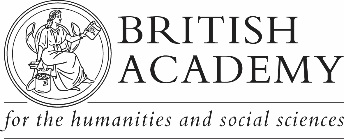 BRITISH
ACADEMY
for the humanities and social sciences